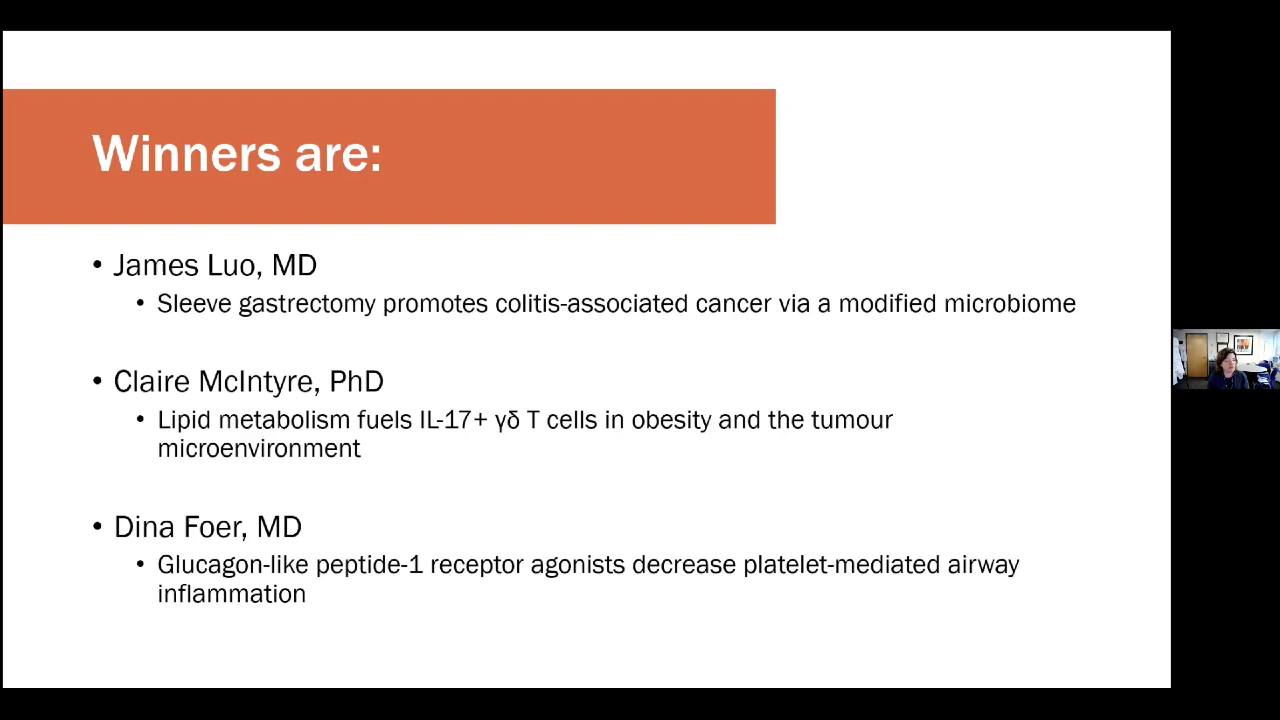 Winners are:
• James Luo, MD
• Sleeve gastrectomy promotes colitis-associated cancer via a modified microbiome
• Claire McIntyre, PhD
• Lipid metabolism fuels IL-17+ γδ T cells in obesity and the tumour
microenvironment
• Dina Foer, MD
• Glucagon-like peptide-1 receptor agonists decrease platelet-mediated airway
inflammation